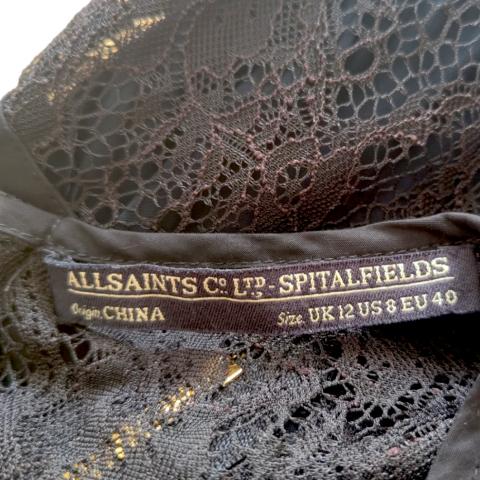 ALLSAINTS Co. LTD.-SPITALFIELDS
Origin CHINA Size UK 12 US 8 EU 40